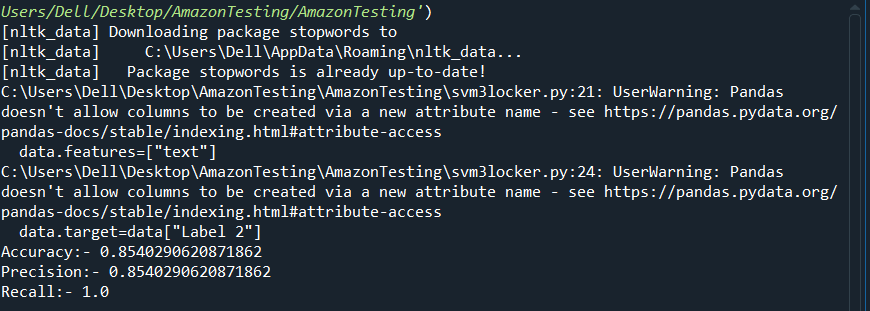 Users/Dell/Desktop/AmazonTesting/AmazonTesting')
[nltk_data] Downloading package stopwords to
[nltk_data]     C:\Users\Dell\AppData\Roaming\nltk_data...
[nltk_data]   Package stopwords is already up-to-date!
C:\Users\Dell\Desktop\AmazonTesting\AmazonTesting\svm3locker.py:21: UserWarning: Pandas
doesn't allow columns to be created via a new attribute name - see https://pandas.pydata.org/
pandas-docs/stable/indexing.html#attribute-access
  data.features=["text"]
C:\Users\Dell\Desktop\AmazonTesting\AmazonTesting\svm3locker.py:24: UserWarning: Pandas
doesn't allow columns to be created via a new attribute name - see https://pandas.pydata.org/
pandas-docs/stable/indexing.html#attribute-access
  data.target=data["Label 2"]
Accuracy:- 0.8540290620871862
Precision:- 0.8540290620871862
Recall:- 1.0